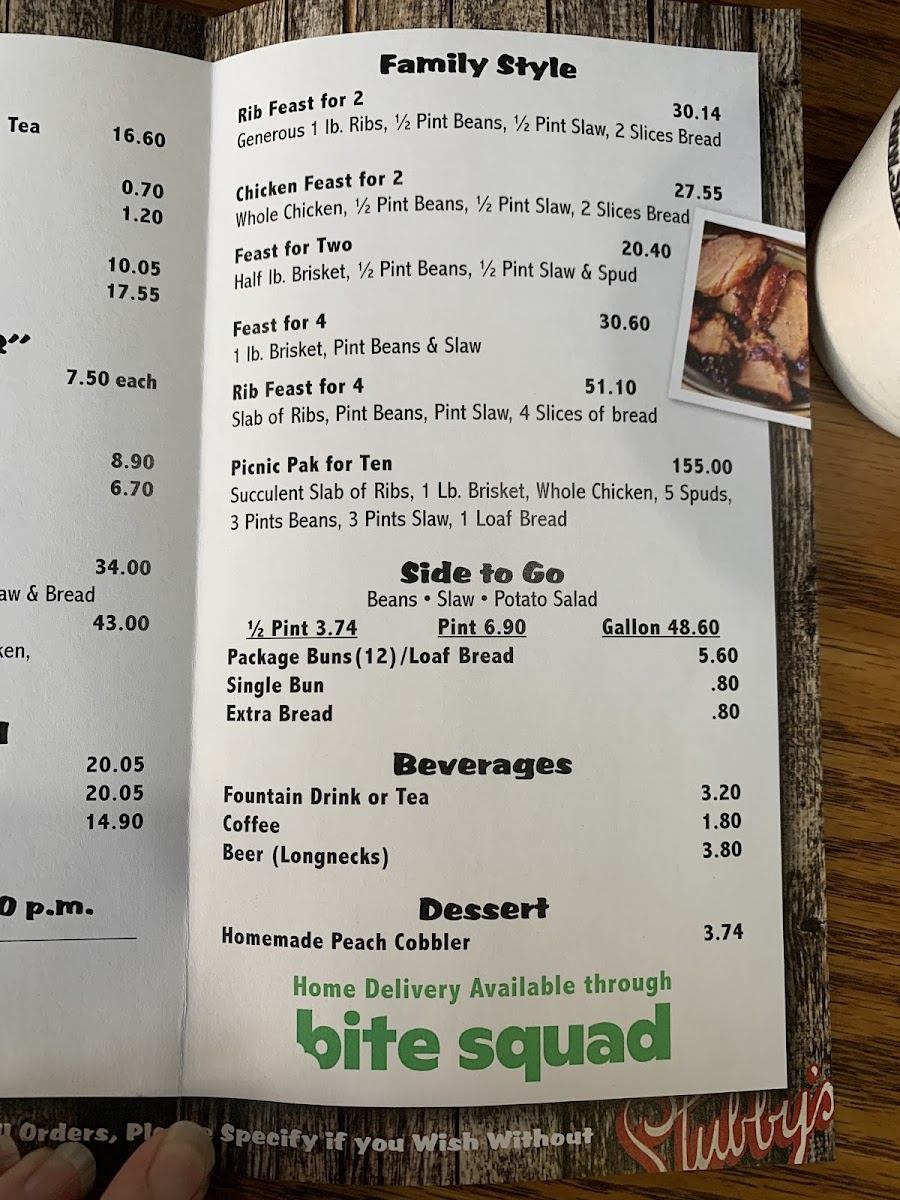 Tea 16.60
0.70
1.20
10.05
17.55
7.50 each
8.90
6.70
34.00
aw & Bread
43.00
ken,
20.05
20.05
14.90
0 p.m.
Family Style
Rib Feast for 2 30.14
Generous 1 lb. Ribs, ½ Pint Beans, ½ Pint Slaw, 2 Slices Bread
Chicken Feast for 2 27.55
Whole Chicken, ½ Pint Beans, ½ Pint Slaw, 2 Slices Bread
Feast for Two 20.40
Half lb. Brisket, ½ Pint Beans, ½ Pint Slaw & Spud
Feast for 4 30.60
1 lb. Brisket, Pint Beans & Slaw
Rib Feast for 4 51.10
Slab of Ribs, Pint Beans, Pint Slaw, 4 Slices of bread
Picnic Pak for Ten 155.00
Succulent Slab of Ribs, 1 Lb. Brisket, Whole Chicken, 5 Spuds,
3 Pints Beans, 3 Pints Slaw, 1 Loaf Bread
Side to Go
Beans • Slaw • Potato Salad
½ Pint 3.74 Pint 6.90 Gallon 48.60
Package Buns(12)/Loaf Bread 5.60
Single Bun .80
Extra Bread .80
Beverages
Fountain Drink or Tea 3.20
Coffee 1.80
Beer (Longnecks) 3.80
Dessert
Homemade Peach Cobbler 3.74
Home Delivery Available through
bite squad
Orders, Specify if you Wish Without
Stubby's